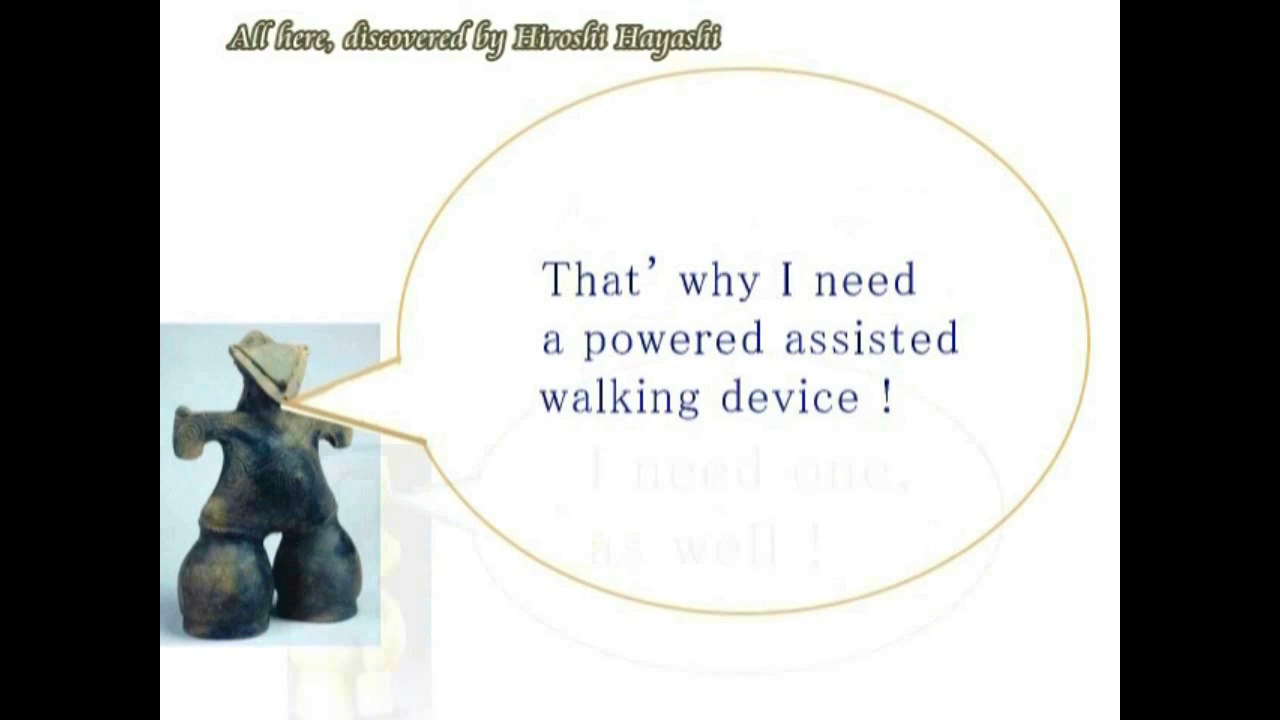 All here, discovered by Hiroshi Hayashi
That’ why I need
a powered assisted
walking device !
I need one,
as well !